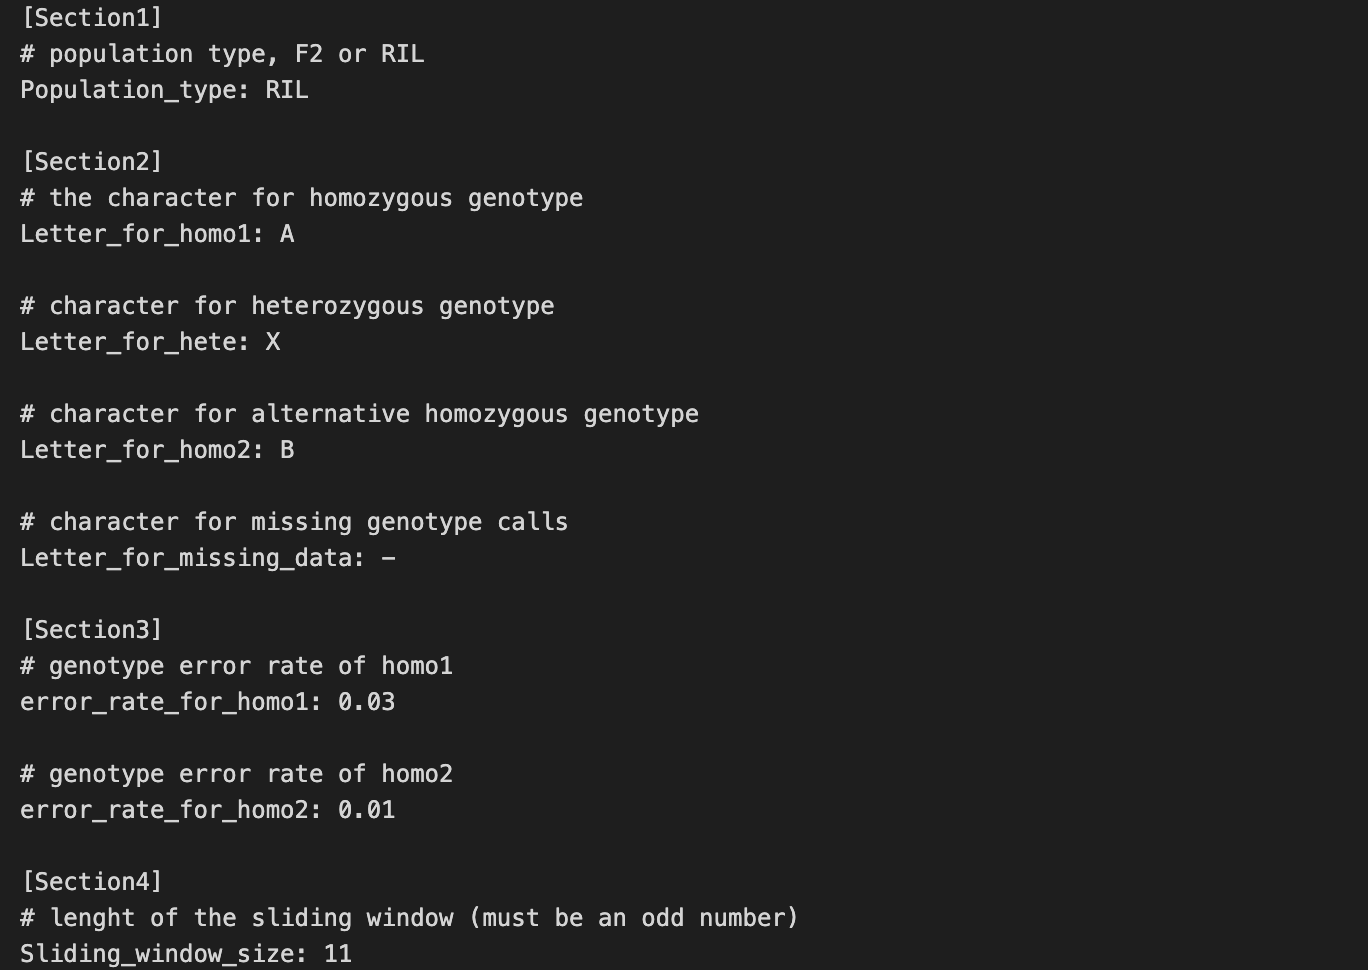 [Section1]
# population type, F2 or RIL
Population_type: RIL
[Section2]
# the character for homozygous genotype
Letter_for_homo1: A
# character for heterozygous genotype
Letter_for_hete: X
# character for alternative homozygous genotype
Letter_for_homo2: B
# character for missing genotype calls
Letter_for_missing_data: –
[Section3]
# genotype error rate of homo1
error_rate_for_homo1: 0.03
# genotype error rate of homo2
error_rate_for_homo2: 0.01
[Section4]
# lenght of the sliding window (must be an odd number)
Sliding_window_size: 11